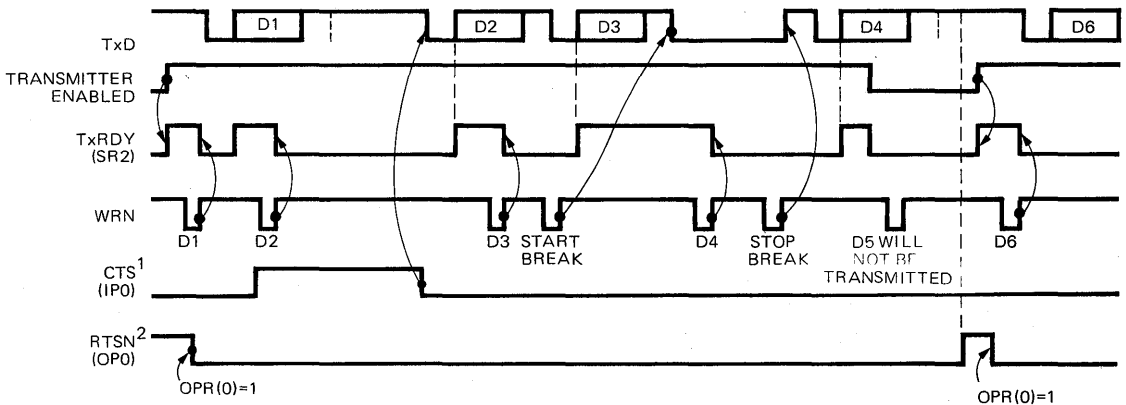 D1 D2 D3 D4 D6
TxD
TRANSMITTER
ENABLED
TxRDY
(SR2)
WRN
D1 D2 D3 START BREAK D4 STOP BREAK D5 WILL NOT BE TRANSMITTED D6
CTS1
(IP0)
RTSN2
(OP0)
OPR(0)=1 OPR(0)=1